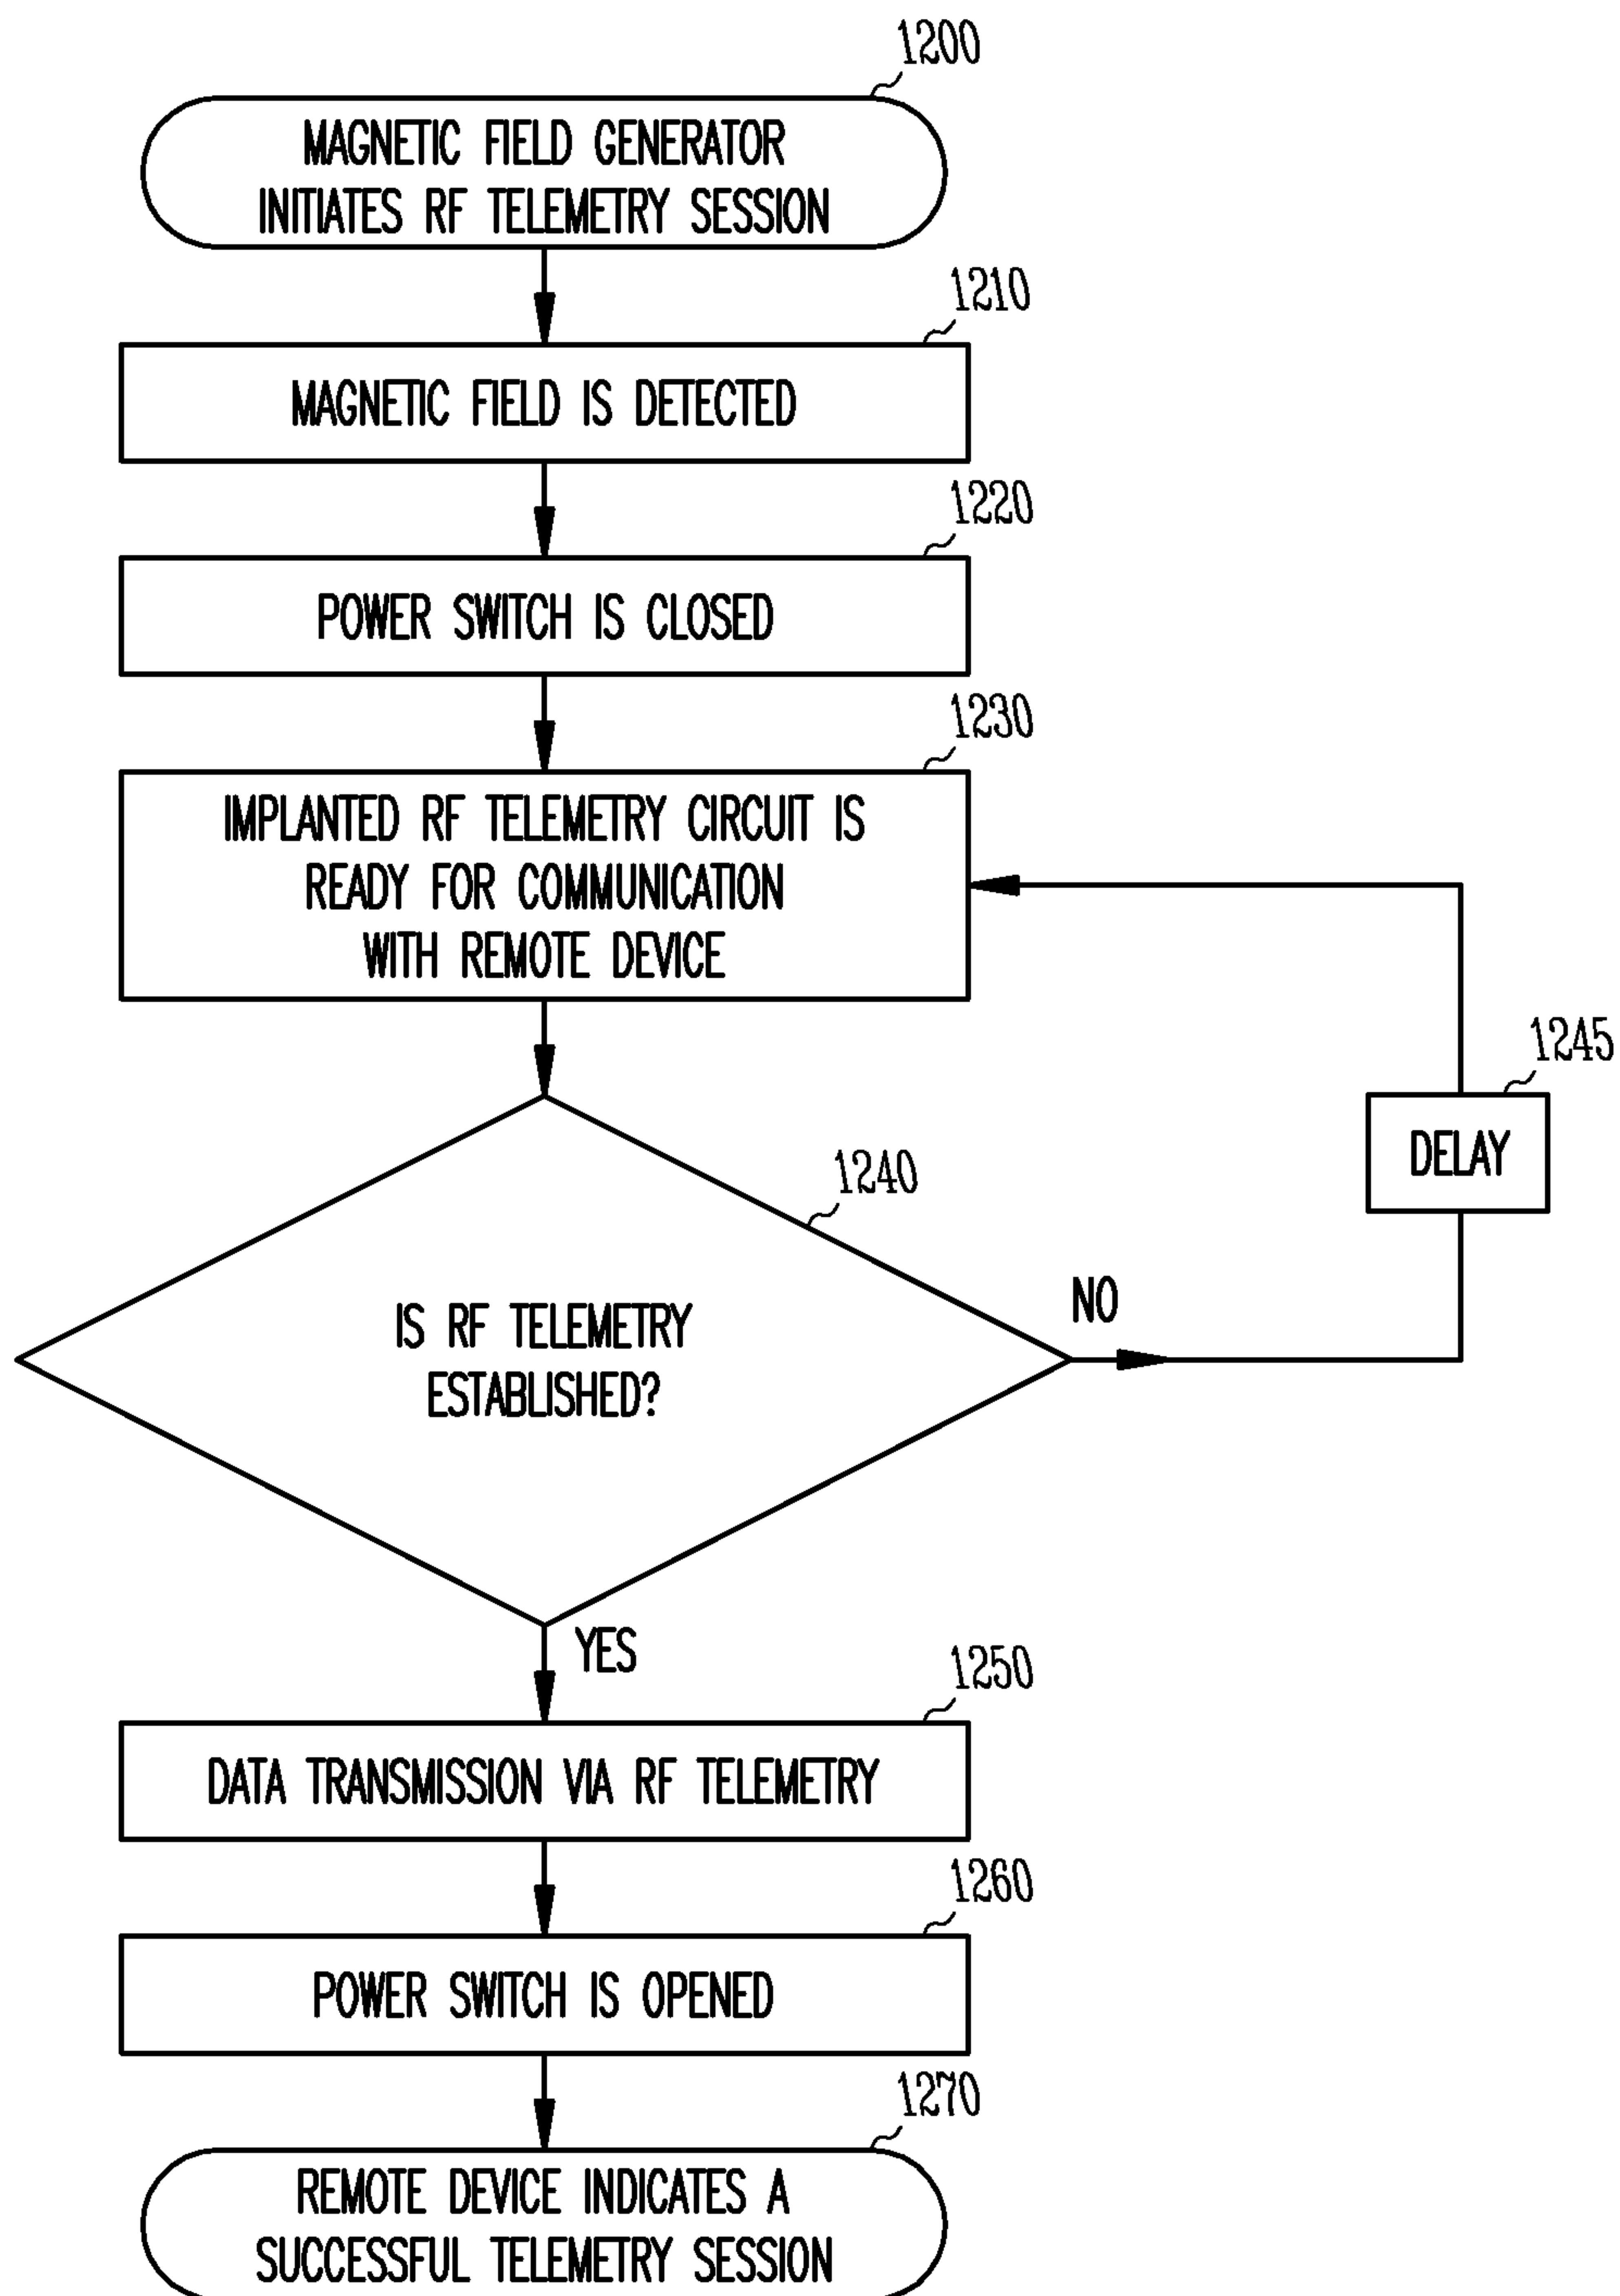 1200
MAGNETIC FIELD GENERATOR
INITIATES RF TELEMETRY SESSION
1210
MAGNETIC FIELD IS DETECTED
1220
POWER SWITCH IS CLOSED
1230
IMPLANTED RF TELEMETRY CIRCUIT IS
READY FOR COMMUNICATION
WITH REMOTE DEVICE
1245
DELAY
1240
IS RF TELEMETRY
ESTABLISHED?
NO
YES
1250
DATA TRANSMISSION VIA RF TELEMETRY
1260
POWER SWITCH IS OPENED
1270
REMOTE DEVICE INDICATES A
SUCCESSFUL TELEMETRY SESSION